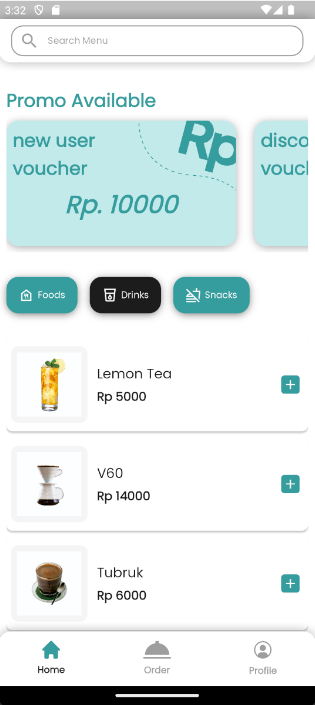 3:32
Search Menu
Promo Available
new user
voucher
Rp
Rp. 10000
disco
vouc
Foods
Drinks
Snacks
Lemon Tea
Rp 5000
V60
Rp 14000
Tubruk
Rp 6000
Home
Order
Profile